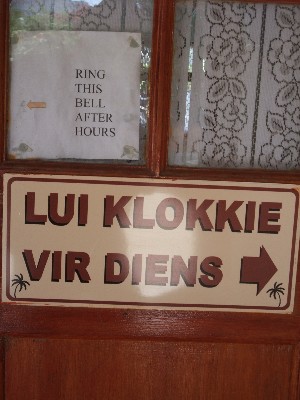 RING
THIS
BELL
AFTER
HOURS
LUI KLOKKIE
VIR DIENS